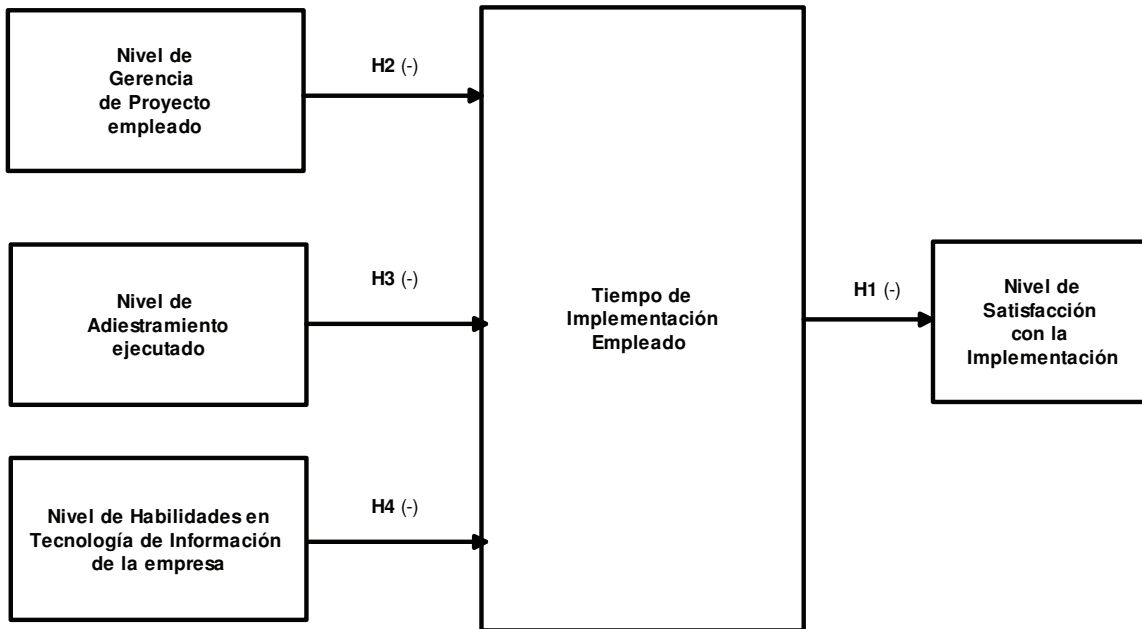 Nivel de
Gerencia
de Proyecto
empleado
H2 (-)
Nivel de
Adiestramiento
ejecutado
H3 (-)
Nivel de Habilidades en
Tecnología de Información
de la empresa
H4 (-)
Tiempo de
Implementación
Empleado
H1 (-)
Nivel de
Satisfacción
con la
Implementación